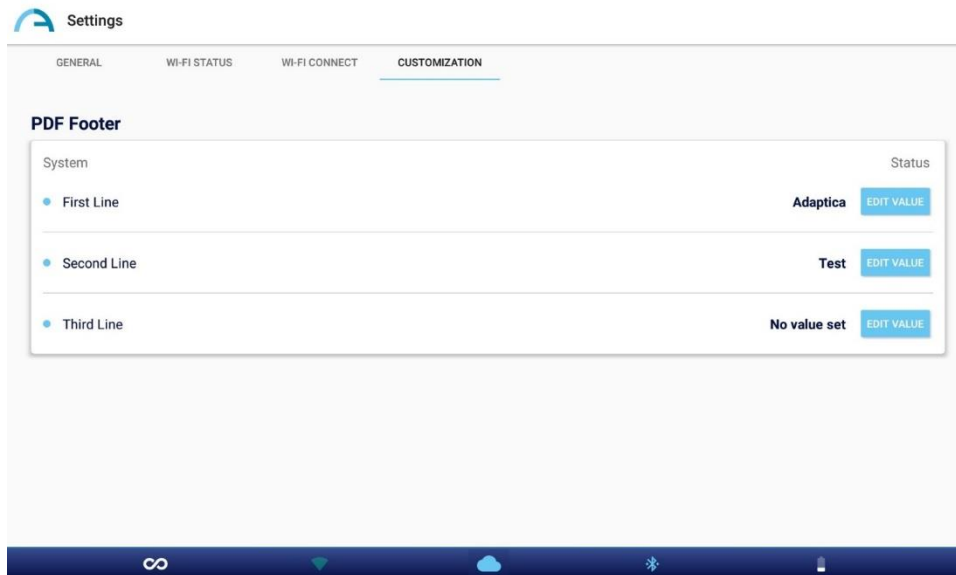 Settings
GENERAL WI-FI STATUS WI-FI CONNECT CUSTOMIZATION
PDF Footer
System Status
First Line Adaptica EDIT VALUE
Second Line Test EDIT VALUE
Third Line No value set EDIT VALUE